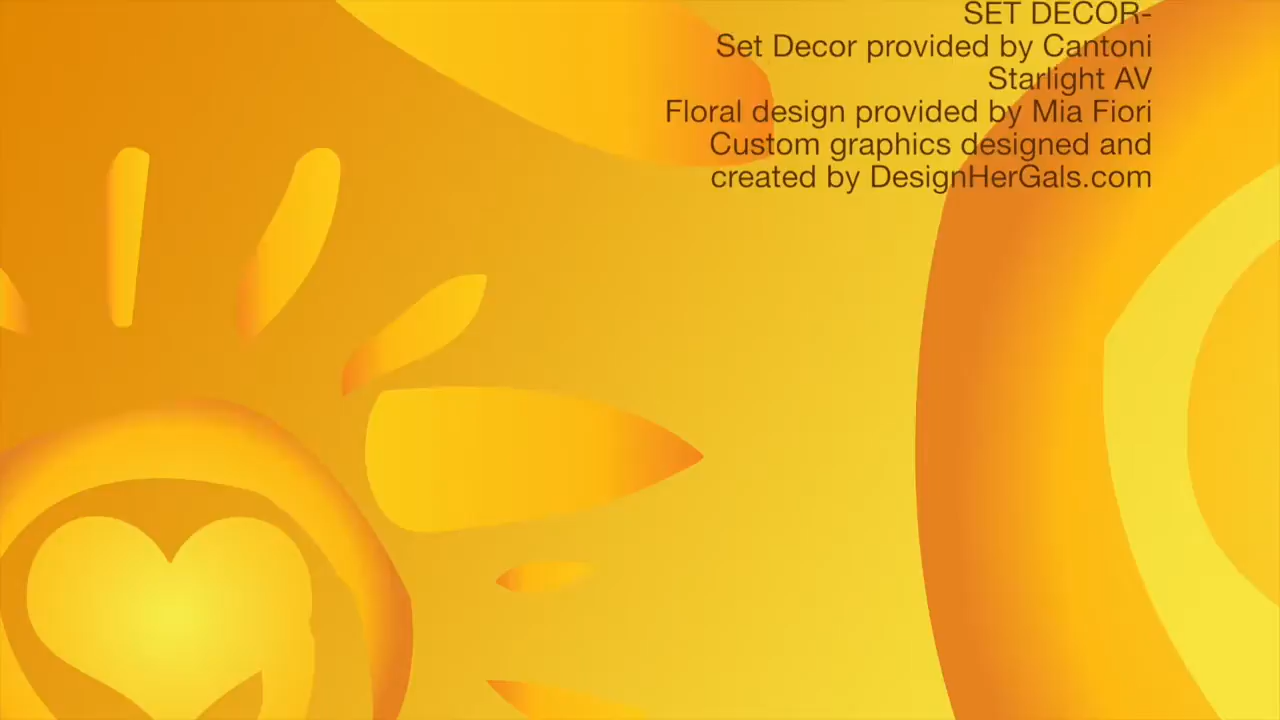 SET DECOR-
Set Decor provided by Cantoni
Starlight AV
Floral design provided by Mia Fiori
Custom graphics designed and
created by DesignHerGals.com